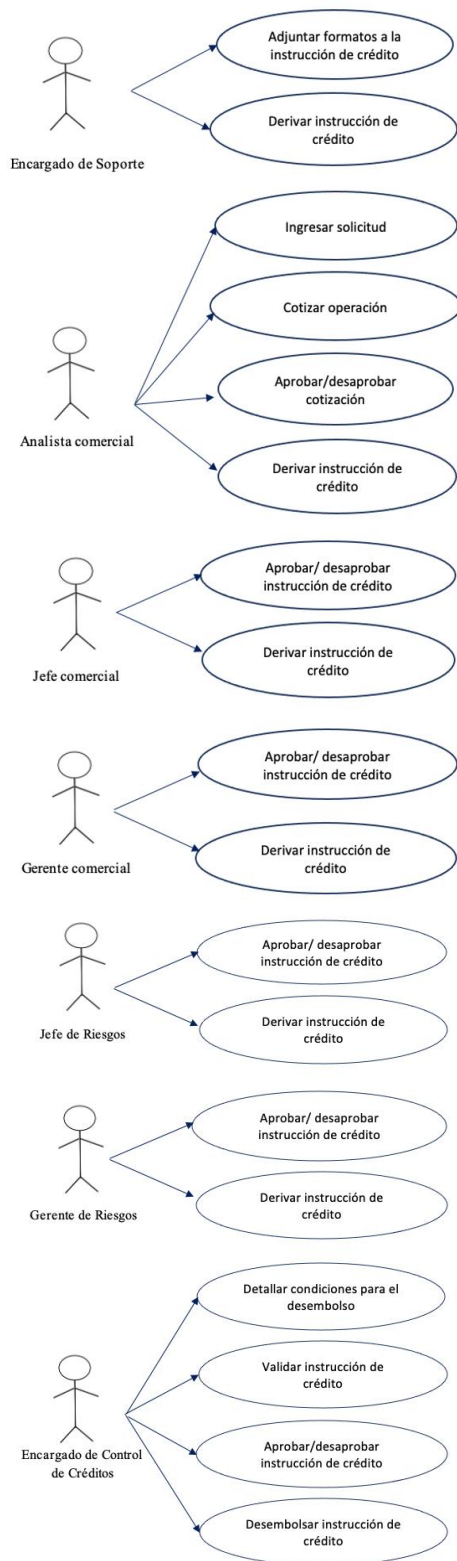 Adjuntar formatos a la
instrucción de crédito
Derivar instrucción de
crédito
Encargado de Soporte
Ingresar solicitud
Cotizar operación
Aprobar/desaprobar
cotización
Analista comercial
Derivar instrucción de
crédito
Aprobar/ desaprobar
instrucción de crédito
Derivar instrucción de
crédito
Jefe comercial
Aprobar/ desaprobar
instrucción de crédito
Derivar instrucción de
crédito
Gerente comercial
Aprobar/ desaprobar
instrucción de crédito
Derivar instrucción de
crédito
Jefe de Riesgos
Aprobar/ desaprobar
instrucción de crédito
Derivar instrucción de
crédito
Gerente de Riesgos
Detallar condiciones para el
desembolso
Validar instrucción de
crédito
Aprobar/desaprobar
instrucción de crédito
Encargado de Control
de Créditos
Desembolsar instrucción de
crédito